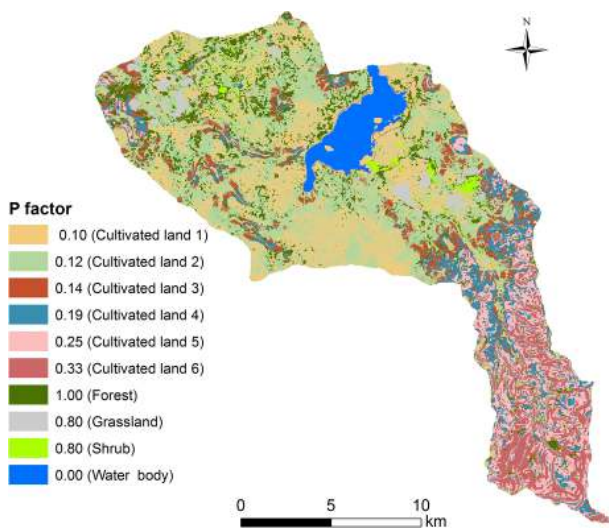 N
P factor
0.10 (Cultivated land 1)
0.12 (Cultivated land 2)
0.14 (Cultivated land 3)
0.19 (Cultivated land 4)
0.25 (Cultivated land 5)
0.33 (Cultivated land 6)
1.00 (Forest)
0.80 (Grassland)
0.80 (Shrub)
0.00 (Water body)
0 5 10
km